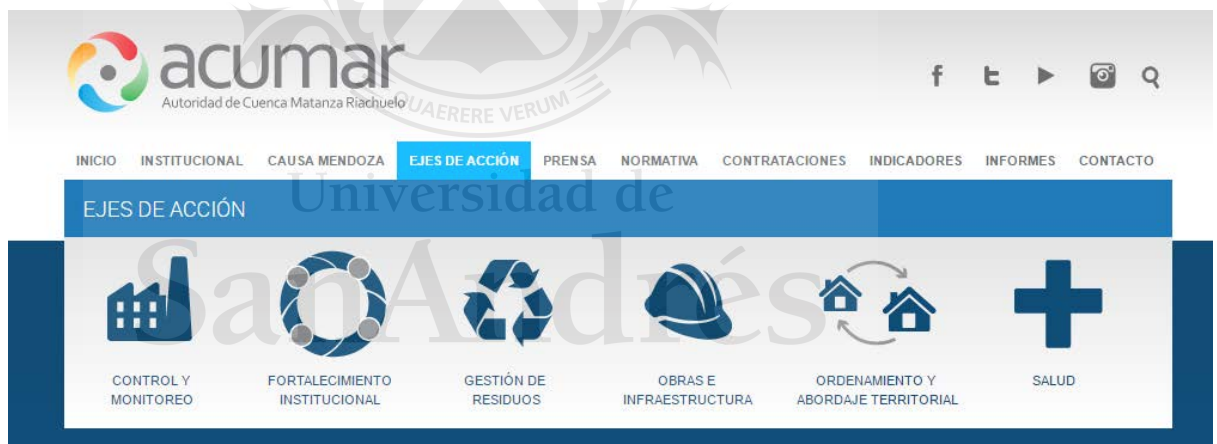 acumar
Autoridad de Cuenca Matanza Riachuelo
QUAERERE VERUM
INICIO INSTITUCIONAL CAUSA MENDOZA EJES DE ACCIÓN PRENSA NORMATIVA CONTRATACIONES INDICADORES INFORMES CONTACTO
Universidad de
SanAndrés
EJES DE ACCIÓN
CONTROL Y
MONITOREO
FORTALECIMIENTO
INSTITUCIONAL
GESTIÓN DE
RESIDUOS
OBRAS E
INFRAESTRUCTURA
ORDENAMIENTO Y
ABORDAJE TERRITORIAL
SALUD